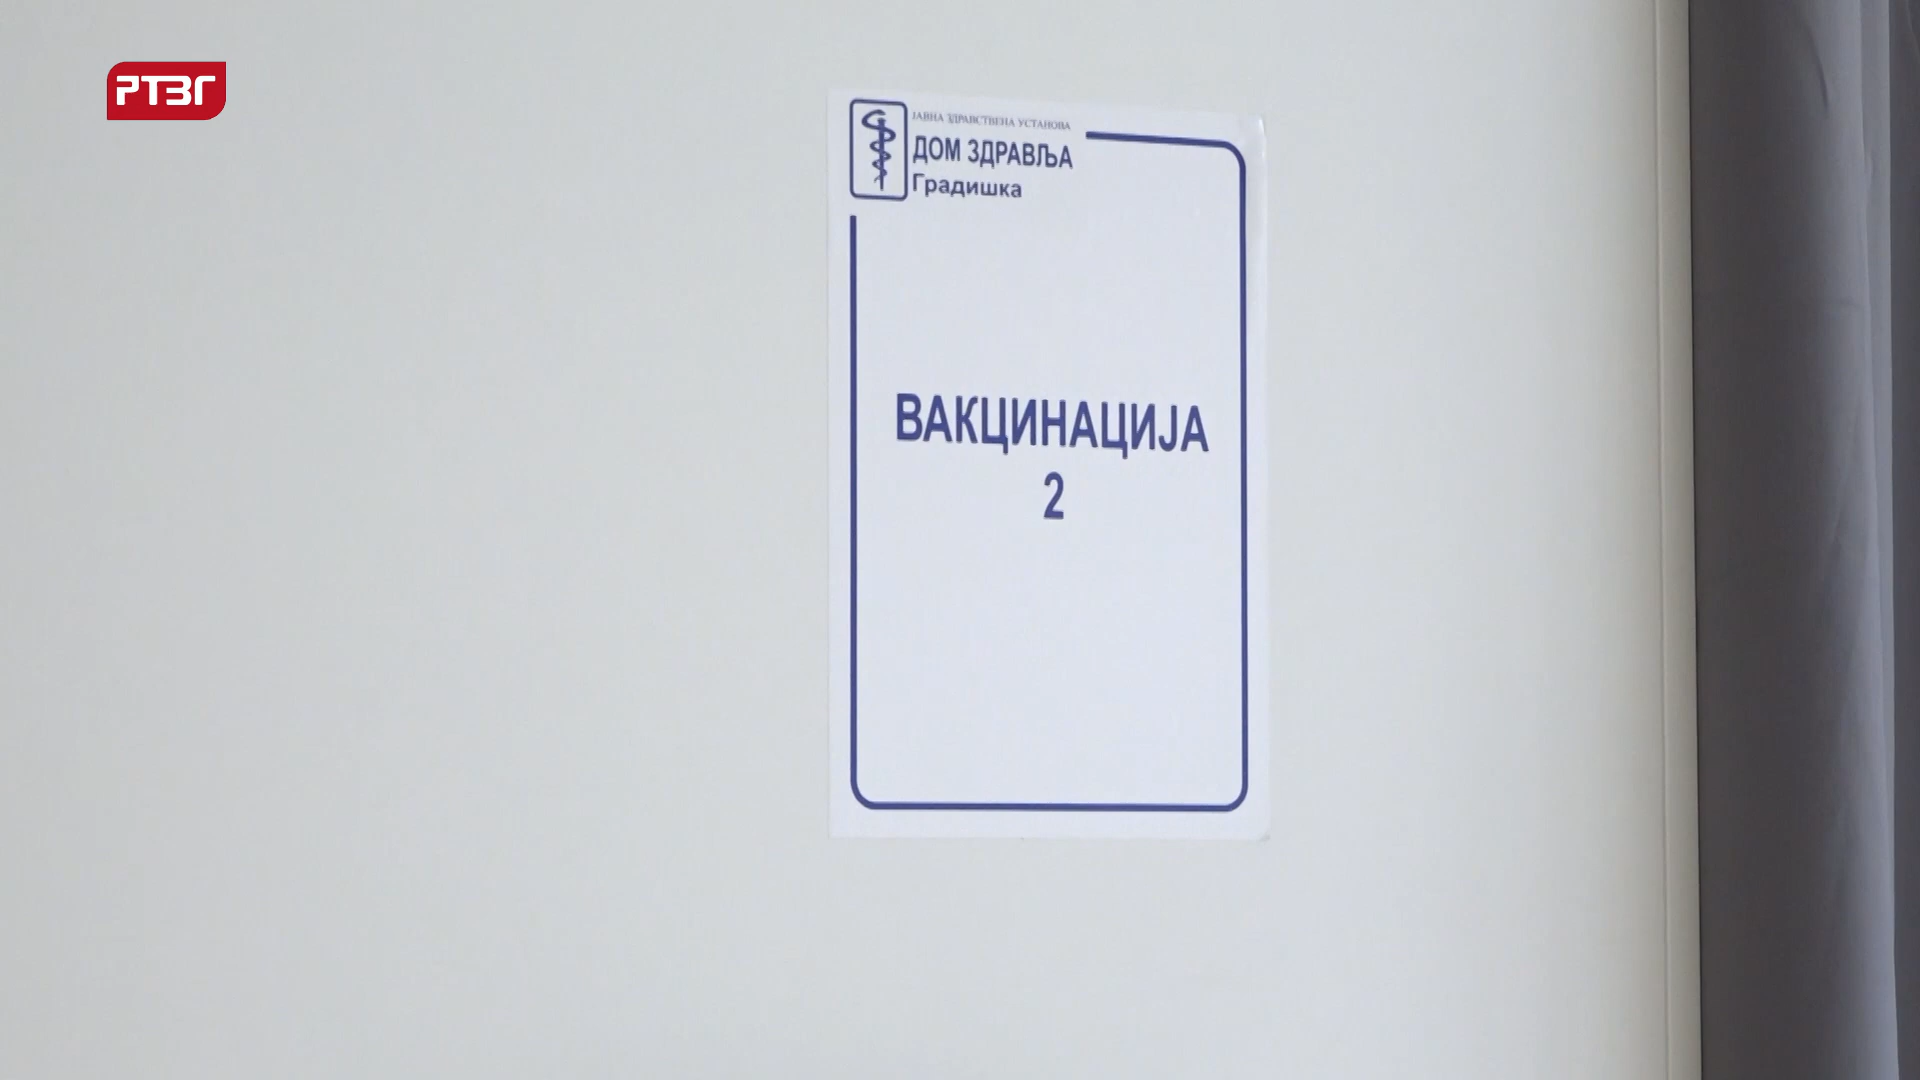 РТВГ
ЈАВНА ЗДРАВСТВЕНА УСТАНОВА
ДОМ ЗДРАВЉА
Градишка
ВАКЦИНАЦИЈА
2